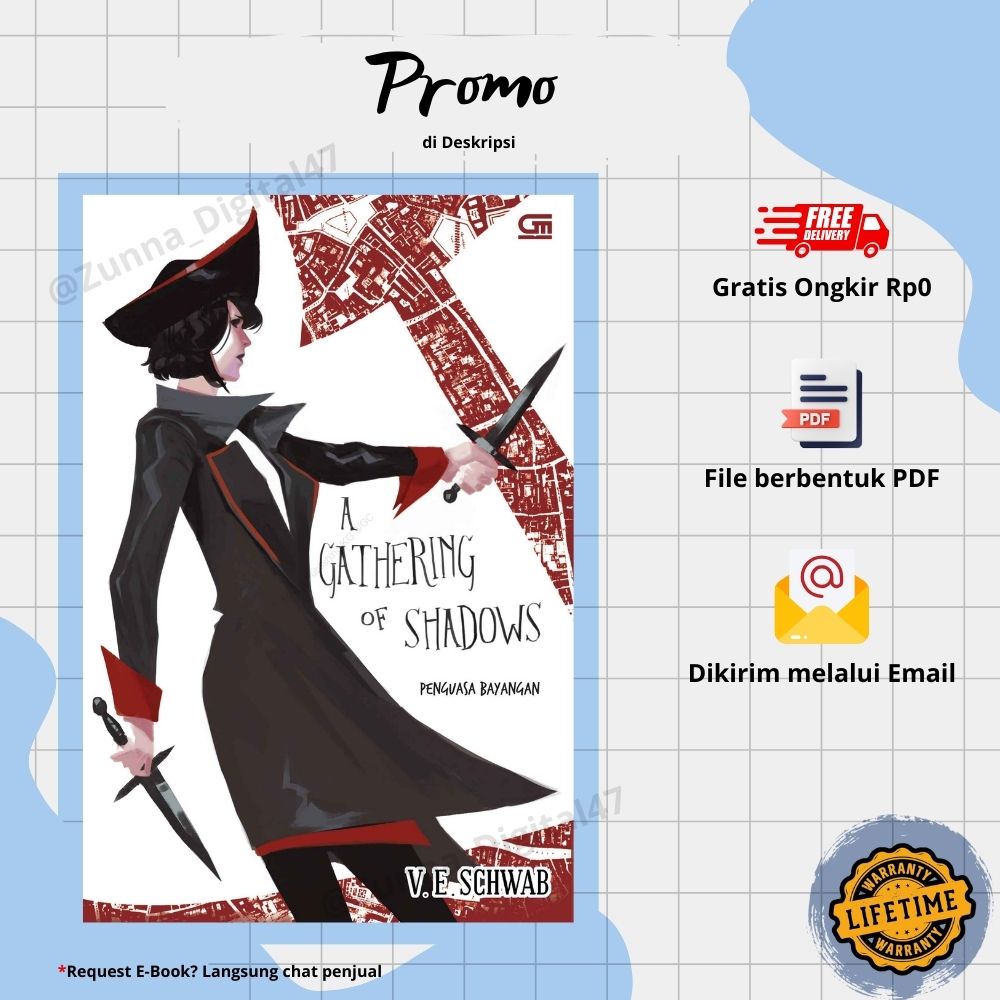 Promo
di Deskripsi
@Zunna_Digital47
GM
FREE
DELIVERY
Gratis Ongkir Rp0
PDF
File berbentuk PDF
@
Dikirim melalui Email
A
GATHERING
OF SHADOWS
PENGUASA BAYANGAN
V. E. SCHWAB
WARRANTY
LIFETIME
WARRANTY
*Request E-Book? Langsung chat penjual